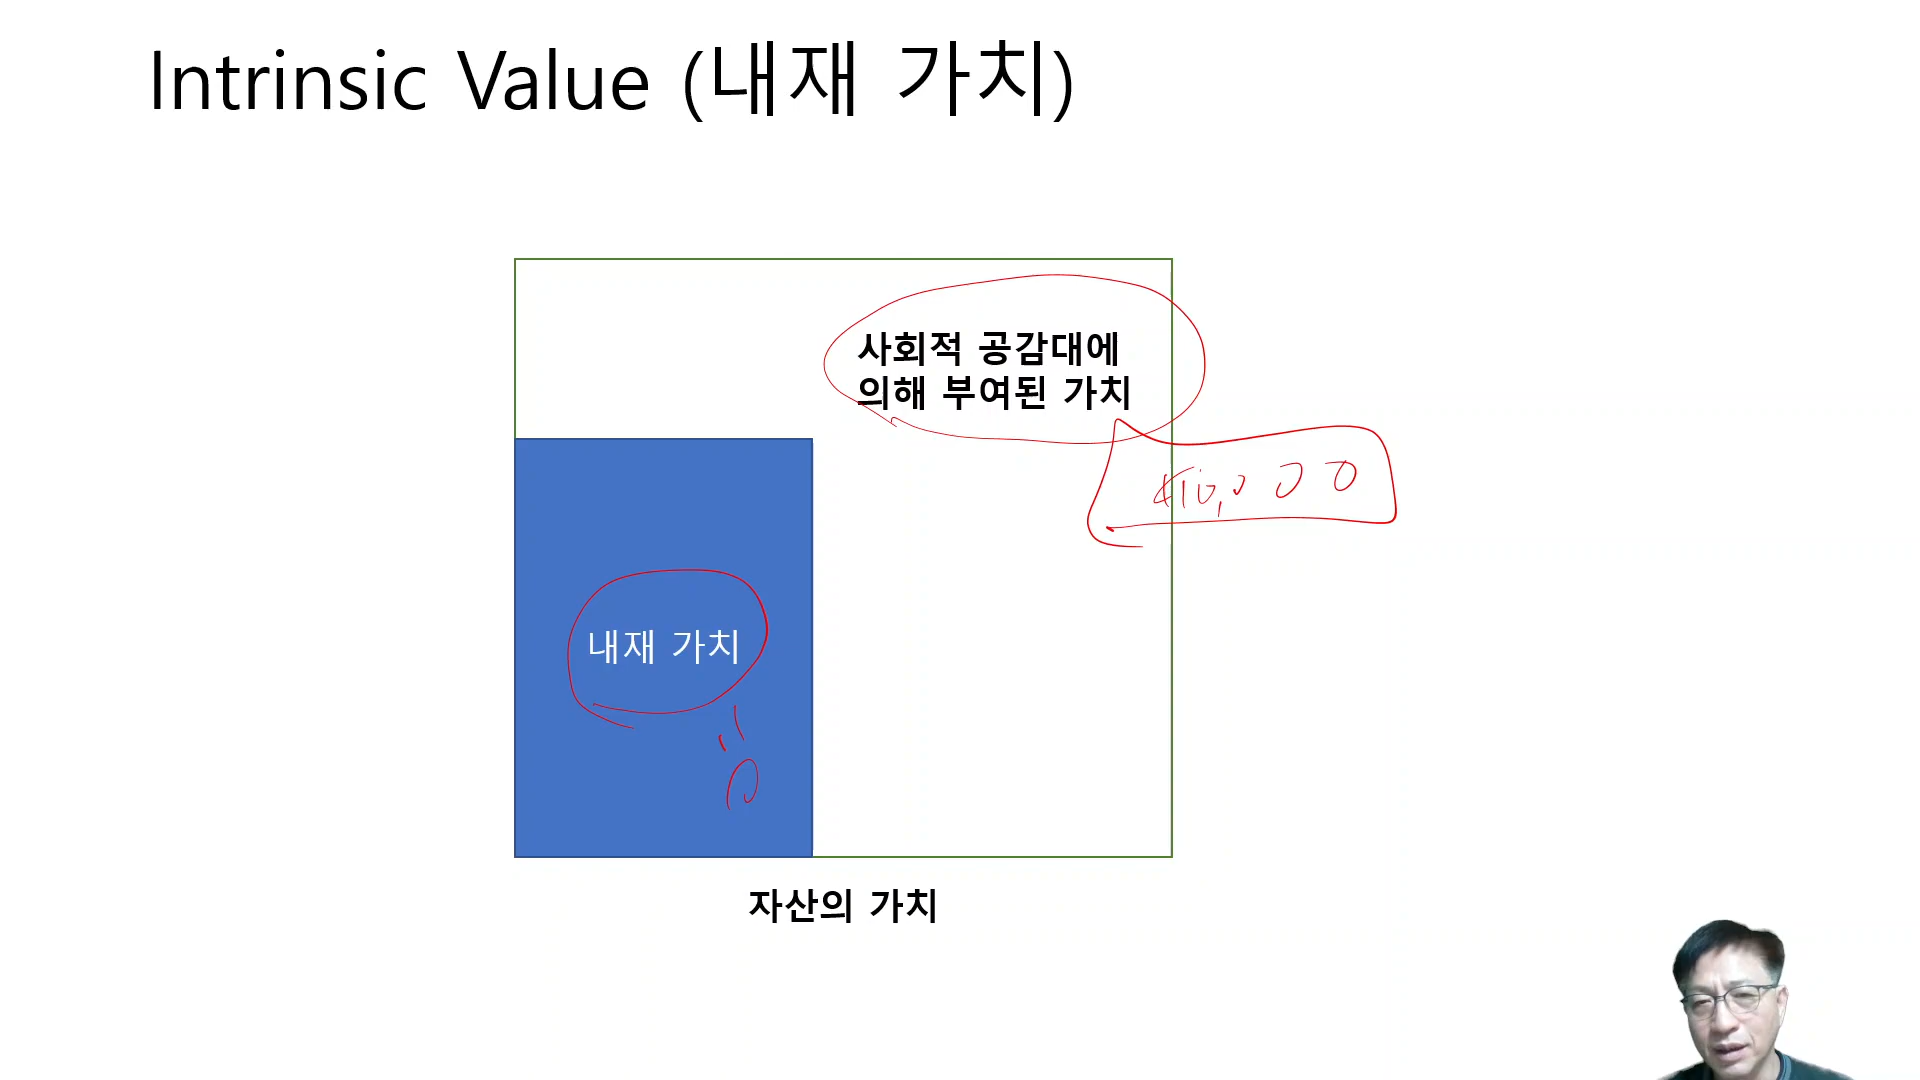 Intrinsic Value (내재 가치)
사회적 공감대에
의해 부여된 가치
내재 가치
자산의 가치